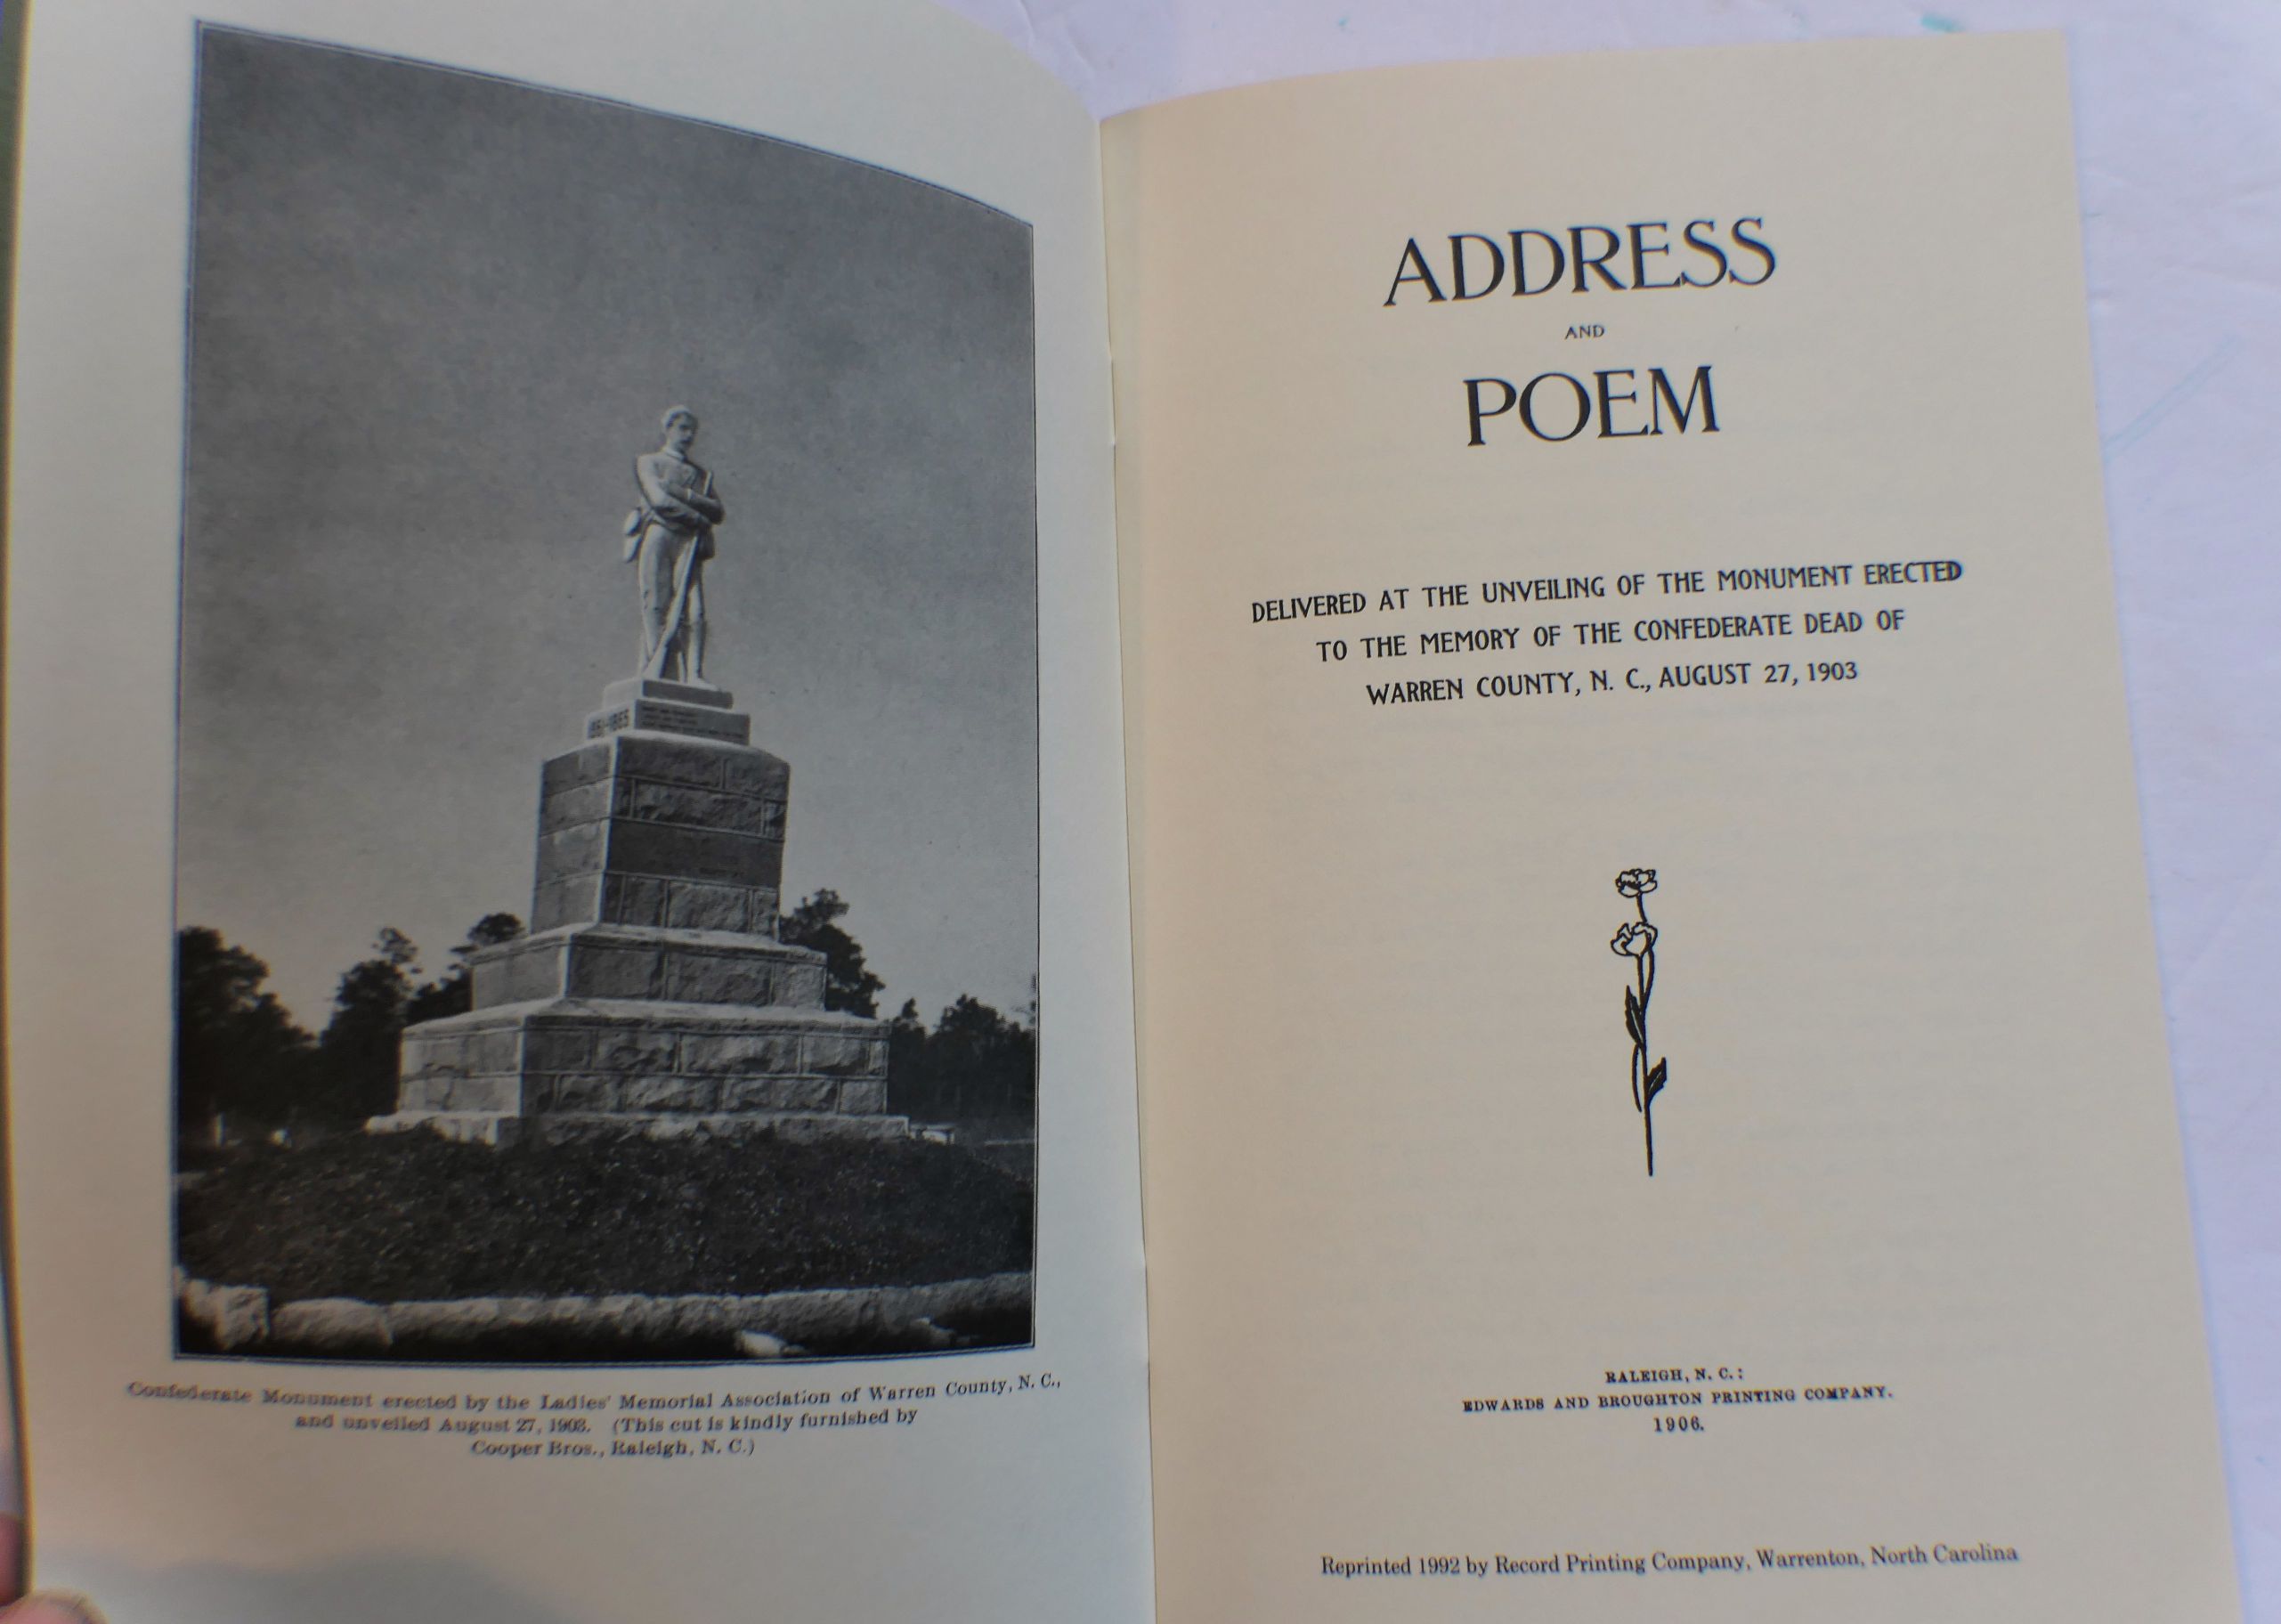 1861-1865
Confederate Monument erected by the Ladies' Memorial Association of Warren County, N. C.,
and unveiled August 27, 1903. (This cut is kindly furnished by
Cooper Bros., Raleigh, N. C.)
ADDRESS
AND
POEM
DELIVERED AT THE UNVEILING OF THE MONUMENT ERECTED
TO THE MEMORY OF THE CONFEDERATE DEAD OF
WARREN COUNTY, N. C., AUGUST 27, 1903
RALEIGH, N. C.:
EDWARDS AND BROUGHTON PRINTING COMPANY.
1906.
Reprinted 1992 by Record Printing Company, Warrenton, North Carolina